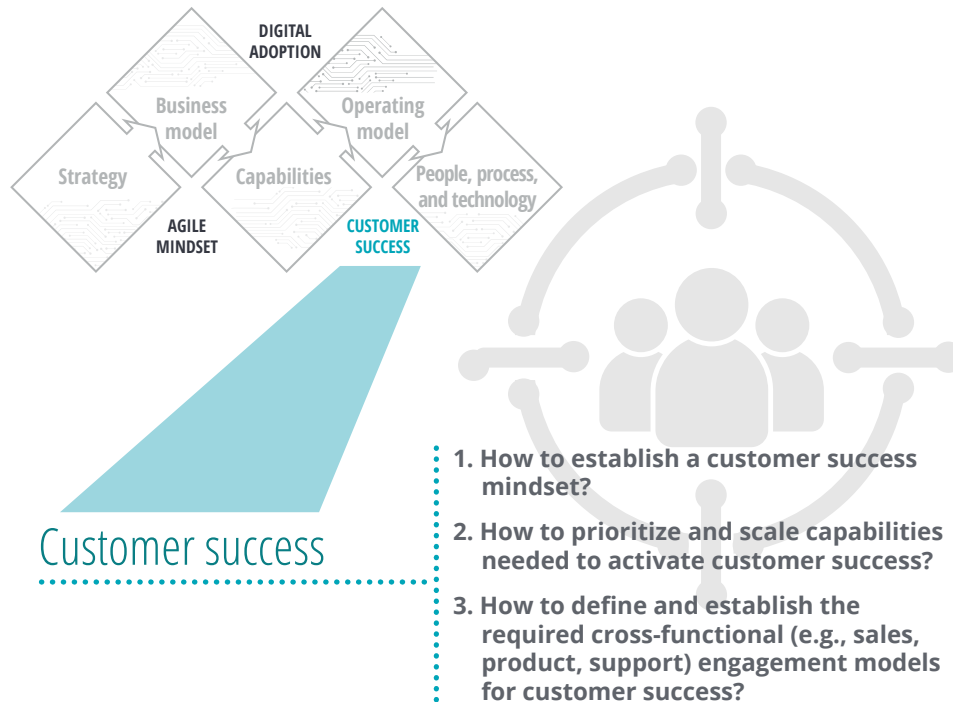 DIGITAL
ADOPTION
Business
model
Operating
model
Strategy
Capabilities
People, process,
and technology
AGILE
MINDSET
CUSTOMER
SUCCESS
Customer success
1. How to establish a customer success
mindset?
2. How to prioritize and scale capabilities
needed to activate customer success?
3. How to define and establish the
required cross-functional (e.g., sales,
product, support) engagement models
for customer success?